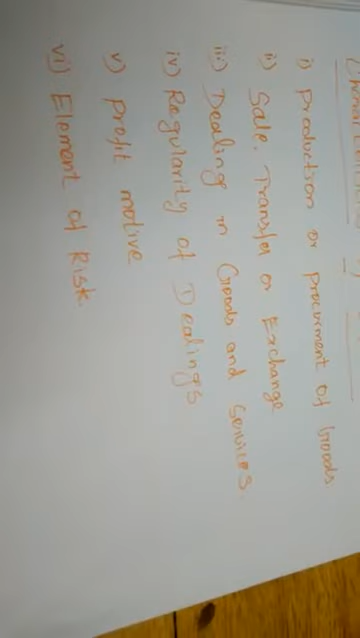 i) Production or Procurment of Goods.
ii) Sale, Transfer or Exchange
iii) Dealing in Goods and Services.
iv) Regularity of Dealings
v) Profit motive
vi) Element of Risk.